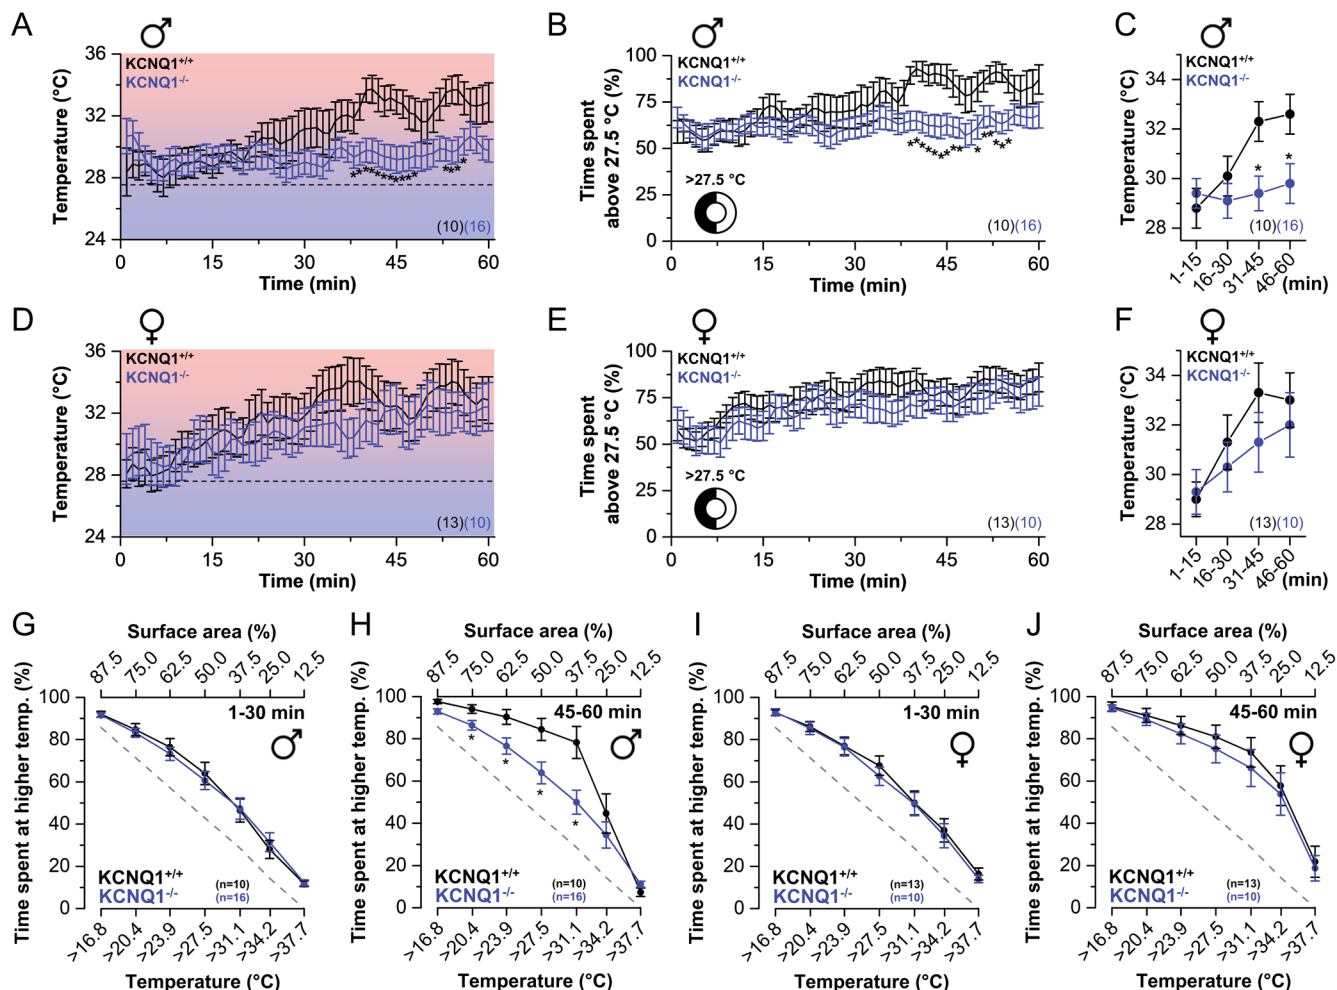 A ♂
KCNQ1+/+
KCNQ1-/-
Temperature (°C)
36
32
28
24
(10)(16)
0 15 30 45 60
Time (min)
B ♂
KCNQ1+/+
KCNQ1-/-
Time spent
above 27.5 °C (%)
100
75
50
25
0
>27.5 °C
(10)(16)
0 15 30 45 60
Time (min)
C ♂
KCNQ1+/+
KCNQ1-/-
Temperature (°C)
34
32
30
28
(10)(16)
1-15 16-30 31-45 46-60 (min)
D ♀
KCNQ1+/+
KCNQ1-/-
Temperature (°C)
36
32
28
24
(13)(10)
0 15 30 45 60
Time (min)
E ♀
KCNQ1+/+
KCNQ1-/-
Time spent
above 27.5 °C (%)
100
75
50
25
0
>27.5 °C
(13)(10)
0 15 30 45 60
Time (min)
F ♀
KCNQ1+/+
KCNQ1-/-
Temperature (°C)
34
32
30
28
(13)(10)
1-15 16-30 31-45 46-60 (min)
G
Surface area (%)
87.5 75.0 62.5 50.0 37.5 25.0 12.5
Time spent at higher temp. (%)
100
80
60
40
20
0
1-30 min
♂
KCNQ1+/+ (n=10)
KCNQ1-/- (n=16)
>16.8 >20.4 >23.9 >27.5 >31.1 >34.2 >37.7
Temperature (°C)
H
Surface area (%)
87.5 75.0 62.5 50.0 37.5 25.0 12.5
Time spent at higher temp. (%)
100
80
60
40
20
0
45-60 min
♂
KCNQ1+/+ (n=10)
KCNQ1-/- (n=16)
>16.8 >20.4 >23.9 >27.5 >31.1 >34.2 >37.7
Temperature (°C)
I
Surface area (%)
87.5 75.0 62.5 50.0 37.5 25.0 12.5
Time spent at higher temp. (%)
100
80
60
40
20
0
1-30 min
♀
KCNQ1+/+ (n=13)
KCNQ1-/- (n=10)
>16.8 >20.4 >23.9 >27.5 >31.1 >34.2 >37.7
Temperature (°C)
J
Surface area (%)
87.5 75.0 62.5 50.0 37.5 25.0 12.5
Time spent at higher temp. (%)
100
80
60
40
20
0
45-60 min
♀
KCNQ1+/+ (n=13)
KCNQ1-/- (n=10)
>16.8 >20.4 >23.9 >27.5 >31.1 >34.2 >37.7
Temperature (°C)